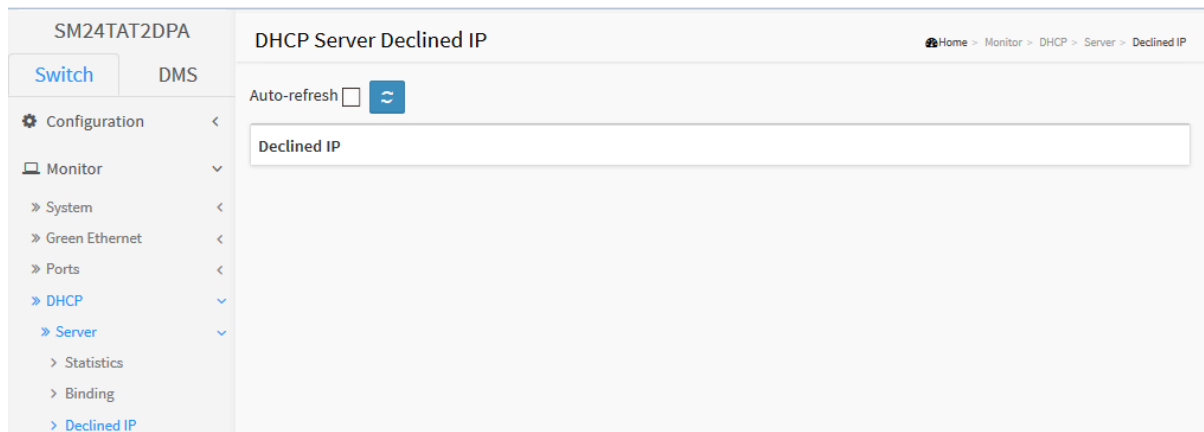 SM24TAT2DPA
Switch DMS
Configuration
Monitor
» System
» Green Ethernet
» Ports
» DHCP
» Server
> Statistics
> Binding
> Declined IP
DHCP Server Declined IP
Home > Monitor > DHCP > Server > Declined IP
Auto-refresh
Declined IP